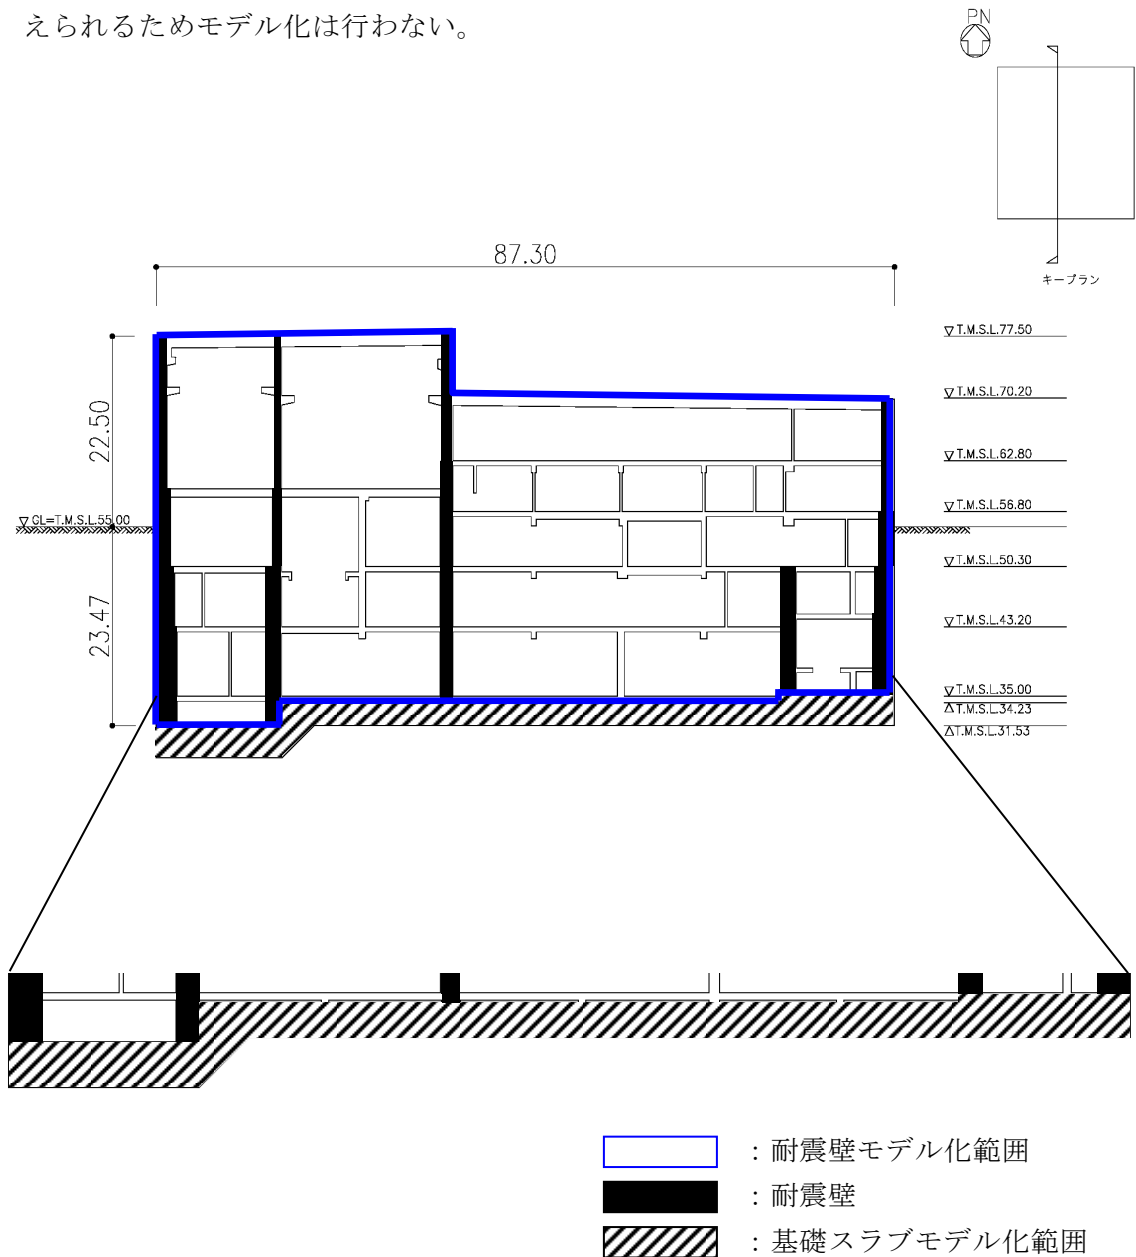 えられるためモデル化は行わない。
PN
キープラン
87.30
22.50
23.47
▽GL=T.M.S.L.55.00
▽T.M.S.L.77.50
▽T.M.S.L.70.20
▽T.M.S.L.62.80
▽T.M.S.L.56.80
▽T.M.S.L.50.30
▽T.M.S.L.43.20
▽T.M.S.L.35.00
△T.M.S.L.34.23
△T.M.S.L.31.53
：耐震壁モデル化範囲
：耐震壁
：基礎スラブモデル化範囲